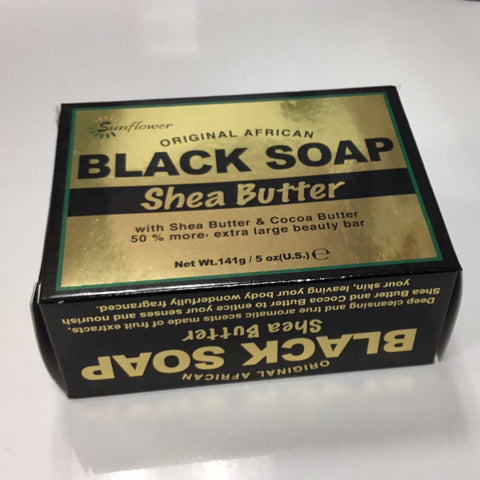 Sunflower
ORIGINAL AFRICAN
BLACK SOAP
Shea Butter
with Shea Butter & Cocoa Butter
50 % more, extra large beauty bar
Net Wt.141g / 5 oz(U.S.) ℮
ORIGINAL AFRICAN
BLACK SOAP
Shea Butter
Deep cleansing and true aromatic scents made of fruit extracts,
Shea Butter and Cocoa Butter to entice your senses and nourish
your skin, leaving your body wonderfully fragranced.